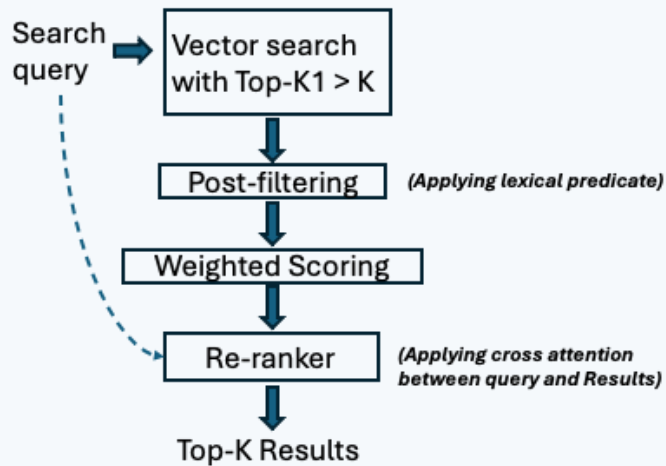 Search
query
Vector search
with Top-K1 > K
Post-filtering
(Applying lexical predicate)
Weighted Scoring
Re-ranker
(Applying cross attention
between query and Results)
Top-K Results